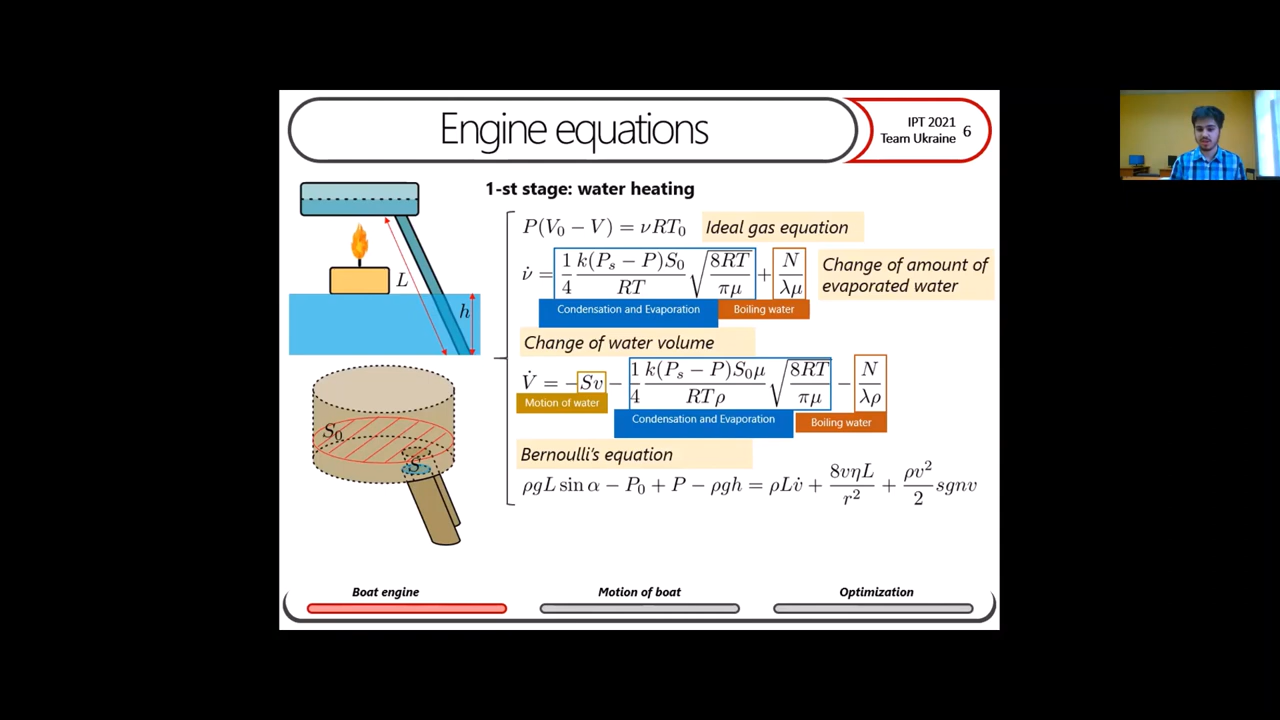 Engine equations
IPT 2021
Team Ukraine 6
1-st stage: water heating
P(V₀ − V) = νRT₀
Ideal gas equation
ν̇ = 1/4 k(Pₛ − P)S₀/RT √(8RT/πμ) + N/λμ
Change of amount of
evaporated water
Condensation and Evaporation
Boiling water
Change of water volume
V̇ = −Sv − 1/4 k(Pₛ − P)S₀μ/RTρ √(8RT/πμ) − N/λρ
Motion of water
Condensation and Evaporation
Boiling water
Bernoulli's equation
ρgL sin α − P₀ + P − ρgh = ρLv̇ + 8vηL/r² + ρv²/2 sgnv
L
h
S₀
S
Boat engine
Motion of boat
Optimization